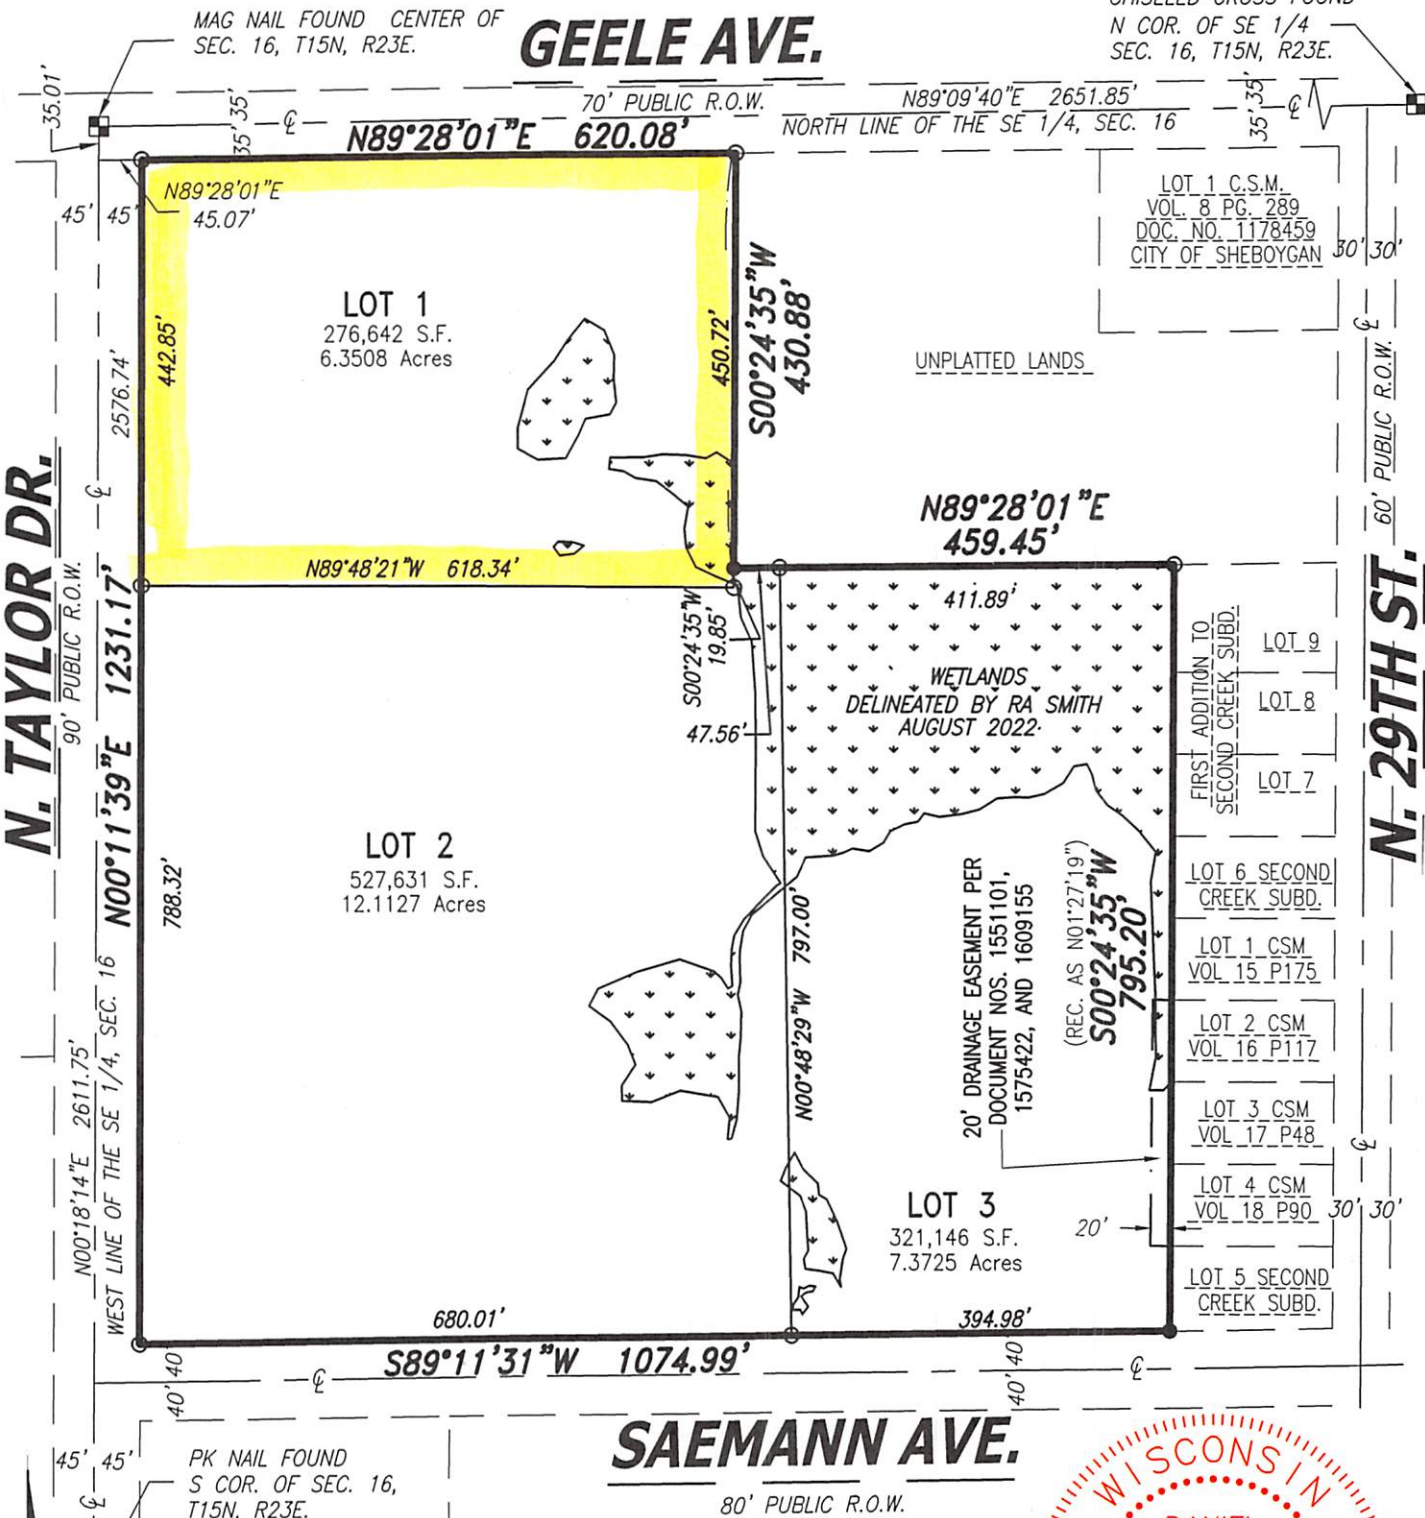 MAG NAIL FOUND CENTER OF
SEC. 16, T15N, R23E.
GEELE AVE.
N COR. OF SE 1/4
SEC. 16, T15N, R23E.
35.01'
35' 35'
70' PUBLIC R.O.W.
N89°09'40"E 2651.85'
NORTH LINE OF THE SE 1/4, SEC. 16
35' 35'
N89°28'01"E 620.08'
N89°28'01"E
45.07'
45' 45'
LOT 1 C.S.M.
VOL. 8 PG. 289
DOC. NO. 1178459
CITY OF SHEBOYGAN
30' 30'
LOT 1
276,642 S.F.
6.3508 Acres
442.85'
2576.74'
450.72'
S00°24'35"W
430.88'
UNPLATTED LANDS
60' PUBLIC R.O.W.
N. TAYLOR DR.
90' PUBLIC R.O.W.
N89°48'21"W 618.34'
N89°28'01"E
459.45'
411.89'
S00°24'35"W
19.85'
47.56'
WETLANDS
DELINEATED BY RA SMITH
AUGUST 2022
FIRST ADDITION TO
SECOND CREEK SUBD.
LOT 9
LOT 8
LOT 7
N. 29TH ST.
N00°11'39"E 1231.17'
LOT 2
527,631 S.F.
12.1127 Acres
788.32'
N00°48'29"W 797.00'
20' DRAINAGE EASEMENT PER
DOCUMENT NOS. 1551101,
1575422, AND 1609155
(REC. AS N01°27'19")
S00°24'35"W
795.20'
LOT 6 SECOND
CREEK SUBD.
LOT 1 CSM
VOL 15 P175
LOT 2 CSM
VOL 16 P117
LOT 3 CSM
VOL 17 P48
LOT 4 CSM
VOL 18 P90
30' 30'
LOT 5 SECOND
CREEK SUBD.
N00°18'14"E 2611.75'
WEST LINE OF THE SE 1/4, SEC. 16
LOT 3
321,146 S.F.
7.3725 Acres
20'
680.01'
394.98'
S89°11'31"W 1074.99'
40' 40'
40' 40'
SAEMANN AVE.
80' PUBLIC R.O.W.
45' 45'
PK NAIL FOUND
S COR. OF SEC. 16,
T15N, R23E.
WISCONSIN